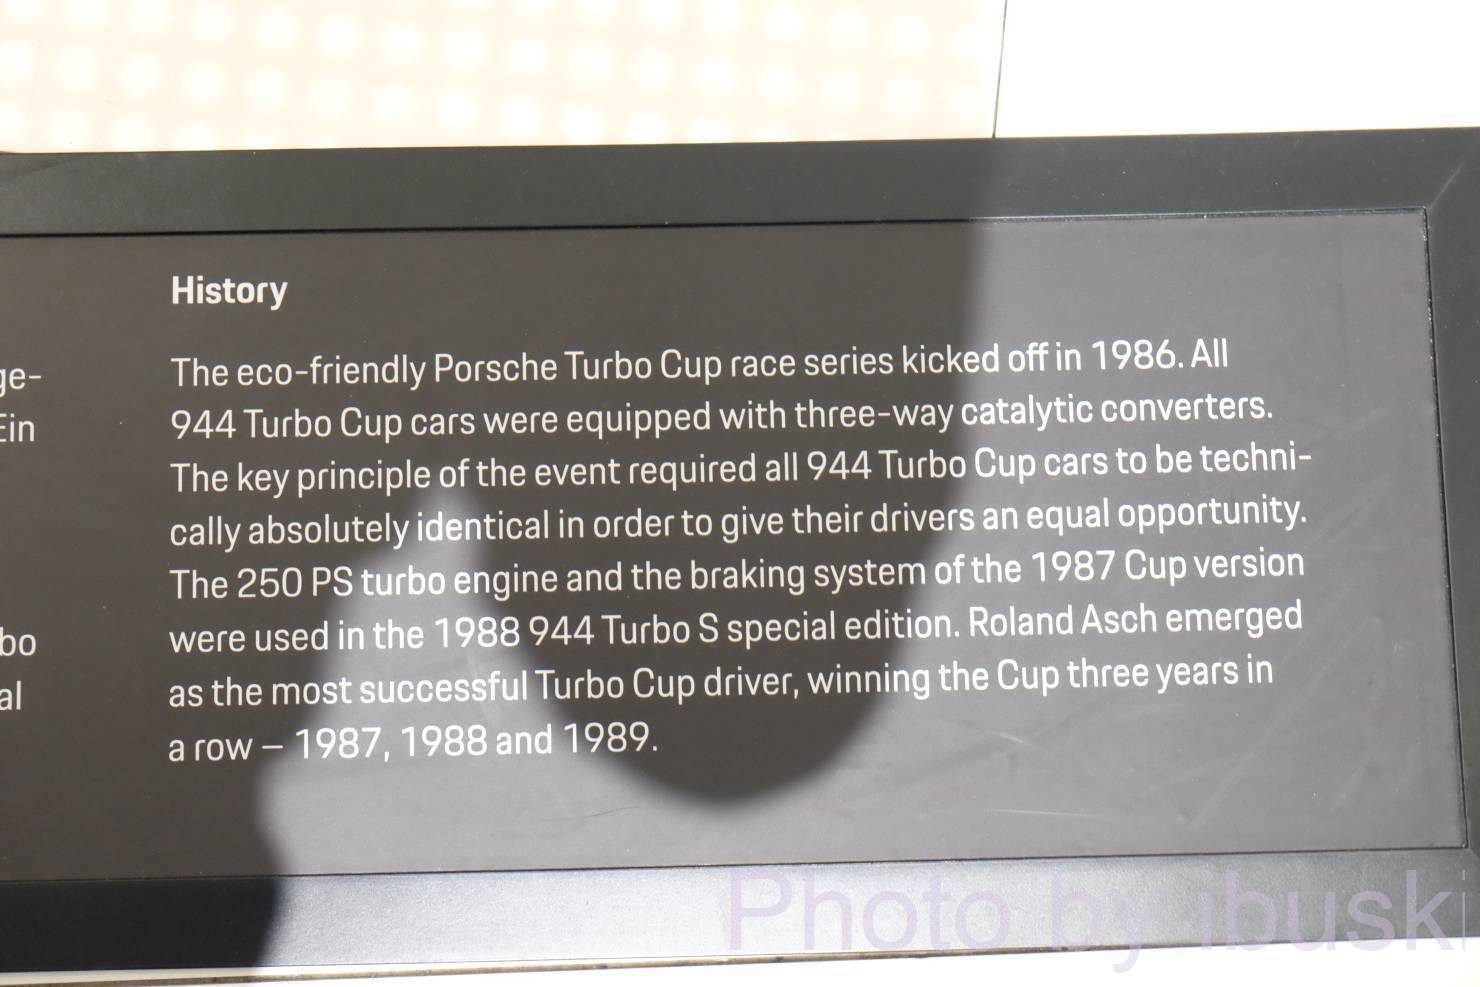 History
The eco-friendly Porsche Turbo Cup race series kicked off in 1986. All
944 Turbo Cup cars were equipped with three-way catalytic converters.
The key principle of the event required all 944 Turbo Cup cars to be techni-
cally absolutely identical in order to give their drivers an equal opportunity.
The 250 PS turbo engine and the braking system of the 1987 Cup version
were used in the 1988 944 Turbo S special edition. Roland Asch emerged
as the most successful Turbo Cup driver, winning the Cup three years in
a row – 1987, 1988 and 1989.
ge-
Ein
bo
al
Photo by ibuski